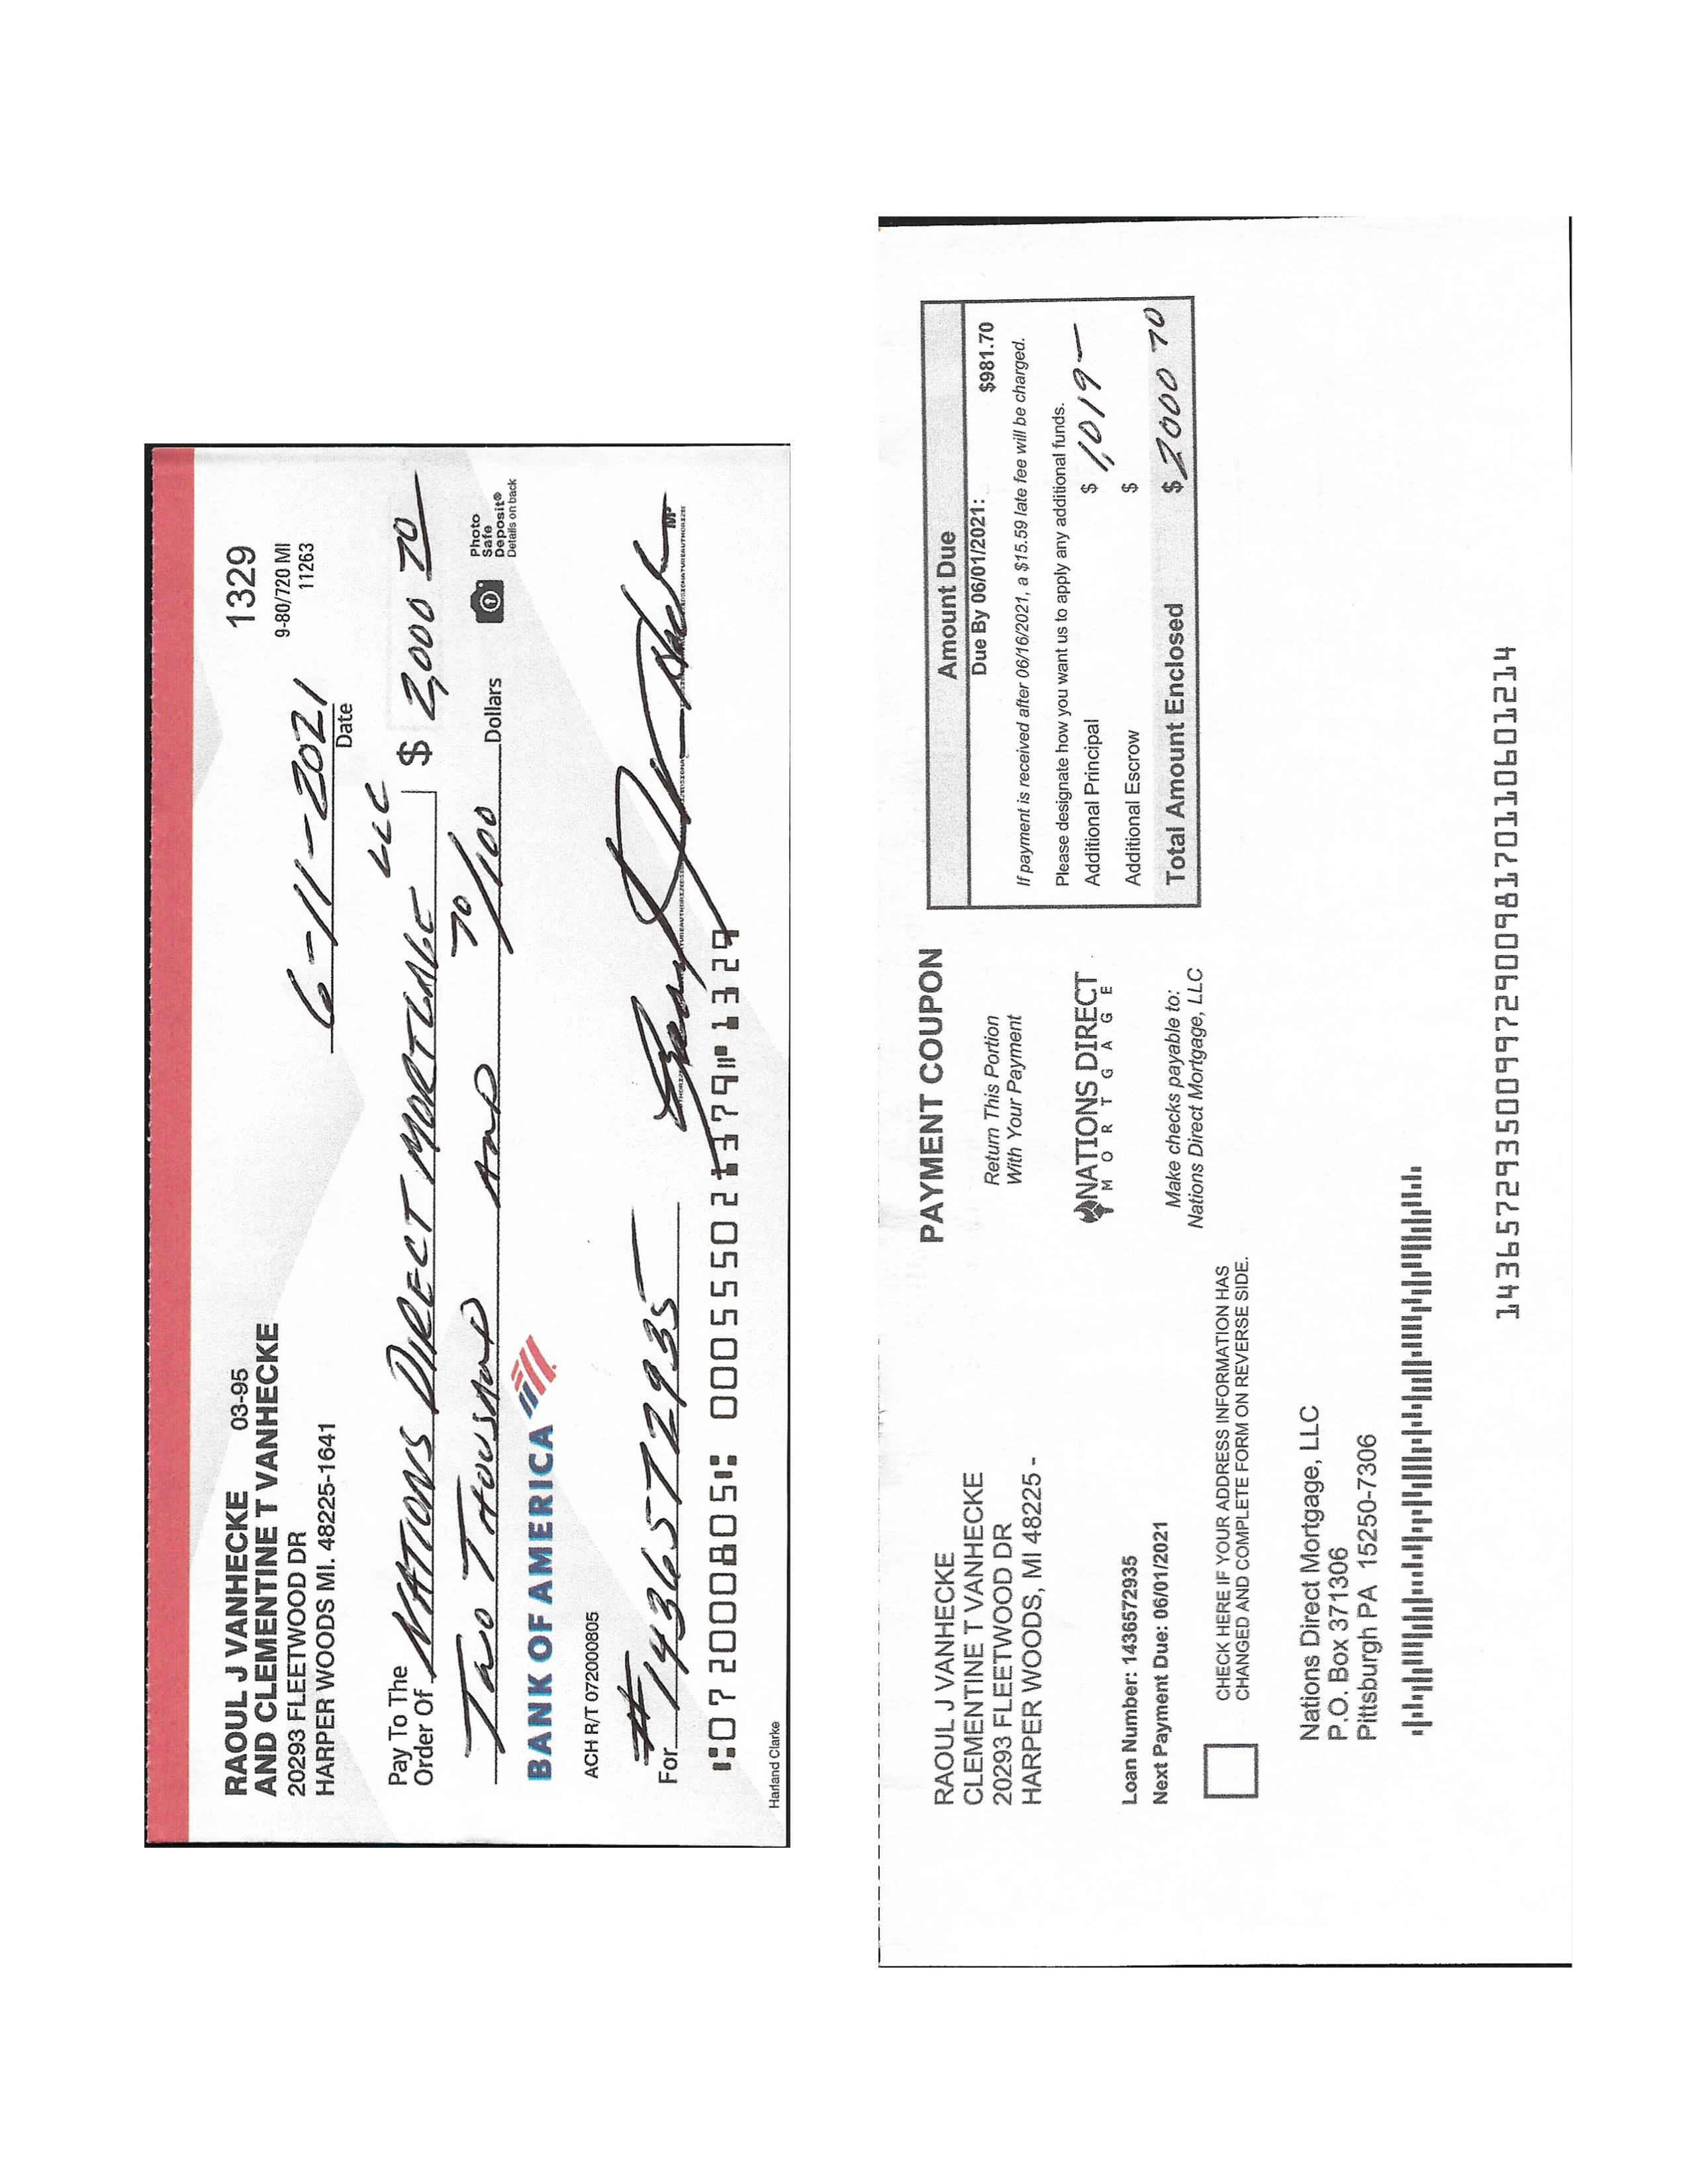 RAOUL J VANHECKE 03-95
AND CLEMENTINE T VANHECKE
20293 FLEETWOOD DR
HARPER WOODS MI. 48225-1641
1329
9-80/720 MI
11263
6-11-2021
Date
Pay To The
Order Of NATIONS DIRECT MORTGAGE LLC $ 2,000 70
Two Thousand And 70/100 Dollars
Photo
Safe
Deposit®
Details on back
BANK OF AMERICA
ACH R/T 072000805
For #1436572935
⑆072000805⑆ 000555021379⑈1329
Harland Clarke
RAOUL J VANHECKE
CLEMENTINE T VANHECKE
20293 FLEETWOOD DR
HARPER WOODS, MI 48225 -
Loan Number: 1436572935
Next Payment Due: 06/01/2021
CHECK HERE IF YOUR ADDRESS INFORMATION HAS
CHANGED AND COMPLETE FORM ON REVERSE SIDE.
PAYMENT COUPON
Return This Portion
With Your Payment
NATIONS DIRECT
MORTGAGE
Make checks payable to:
Nations Direct Mortgage, LLC
Amount Due
Due By 06/01/2021: $981.70
If payment is received after 06/16/2021, a $15.59 late fee will be charged.
Please designate how you want us to apply any additional funds.
Additional Principal $ 1,019-
Additional Escrow $
Total Amount Enclosed $ 2000 70
Nations Direct Mortgage, LLC
P.O. Box 371306
Pittsburgh PA 15250-7306
143657293500997290098170110601214